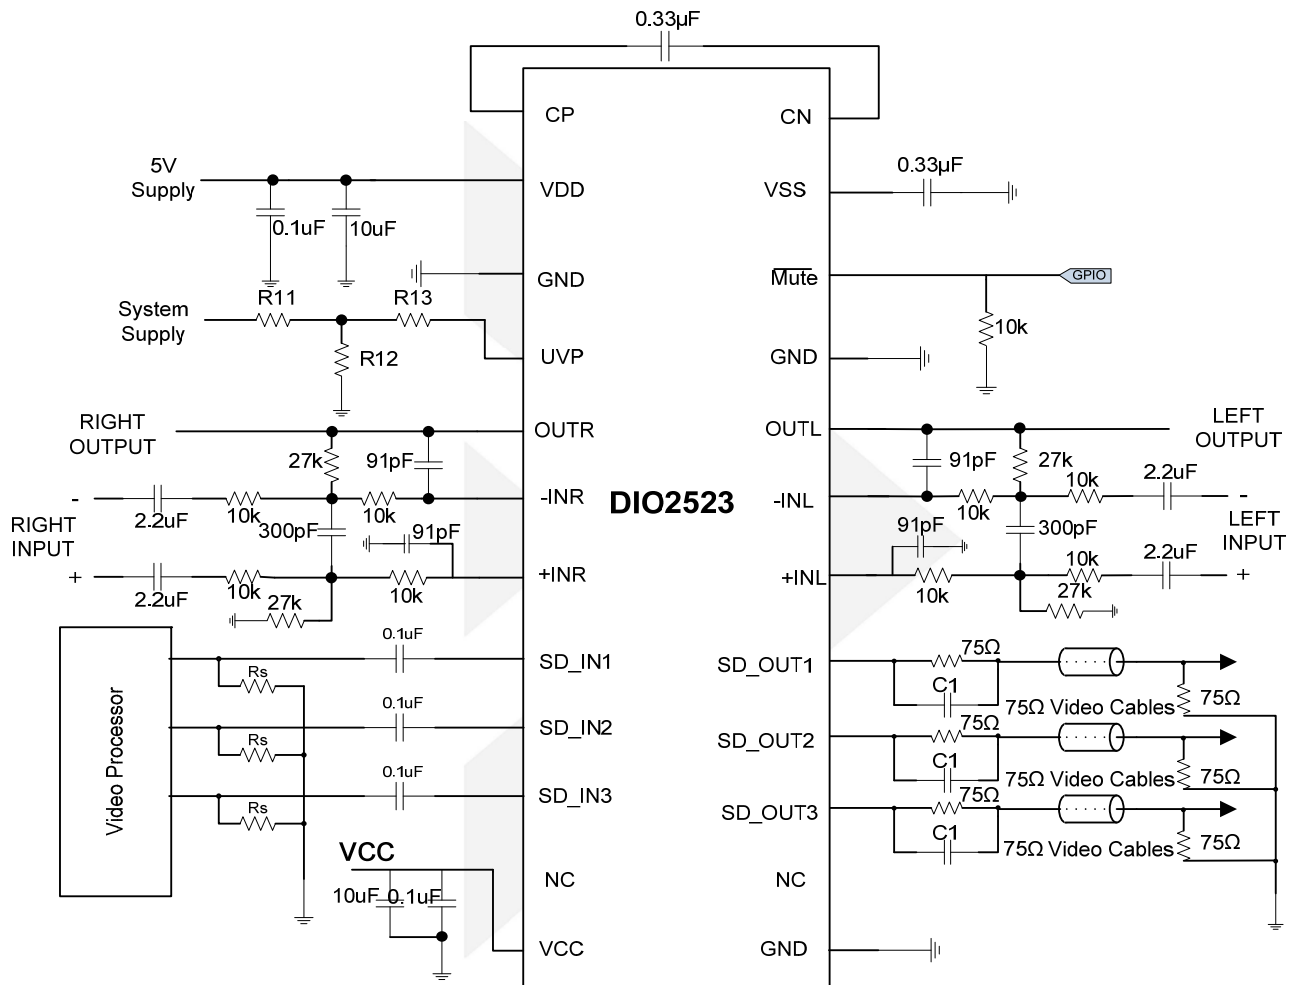 0.33µF
CP
CN
5V
Supply
VDD
0.1uF
10uF
0.33µF
VSS
GND
Mute
GPIO
10k
System
Supply
R11
R13
R12
UVP
GND
RIGHT
OUTPUT
OUTR
27k
91pF
-
2.2uF
10k
10k
-INR
RIGHT
INPUT
300pF
91pF
+
2.2uF
10k
10k
+INR
27k
DIO2523
OUTL
LEFT
OUTPUT
91pF
27k
10k
2.2uF
-
-INL
10k
LEFT
INPUT
91pF
300pF
10k
2.2uF
+
+INL
10k
27k
Video Processor
0.1uF
SD_IN1
Rs
0.1uF
SD_IN2
Rs
0.1uF
SD_IN3
Rs
75Ω
SD_OUT1
C1
75Ω Video Cables
75Ω
75Ω
SD_OUT2
C1
75Ω Video Cables
75Ω
75Ω
SD_OUT3
C1
75Ω Video Cables
75Ω
VCC
10uF
0.1uF
NC
NC
VCC
GND